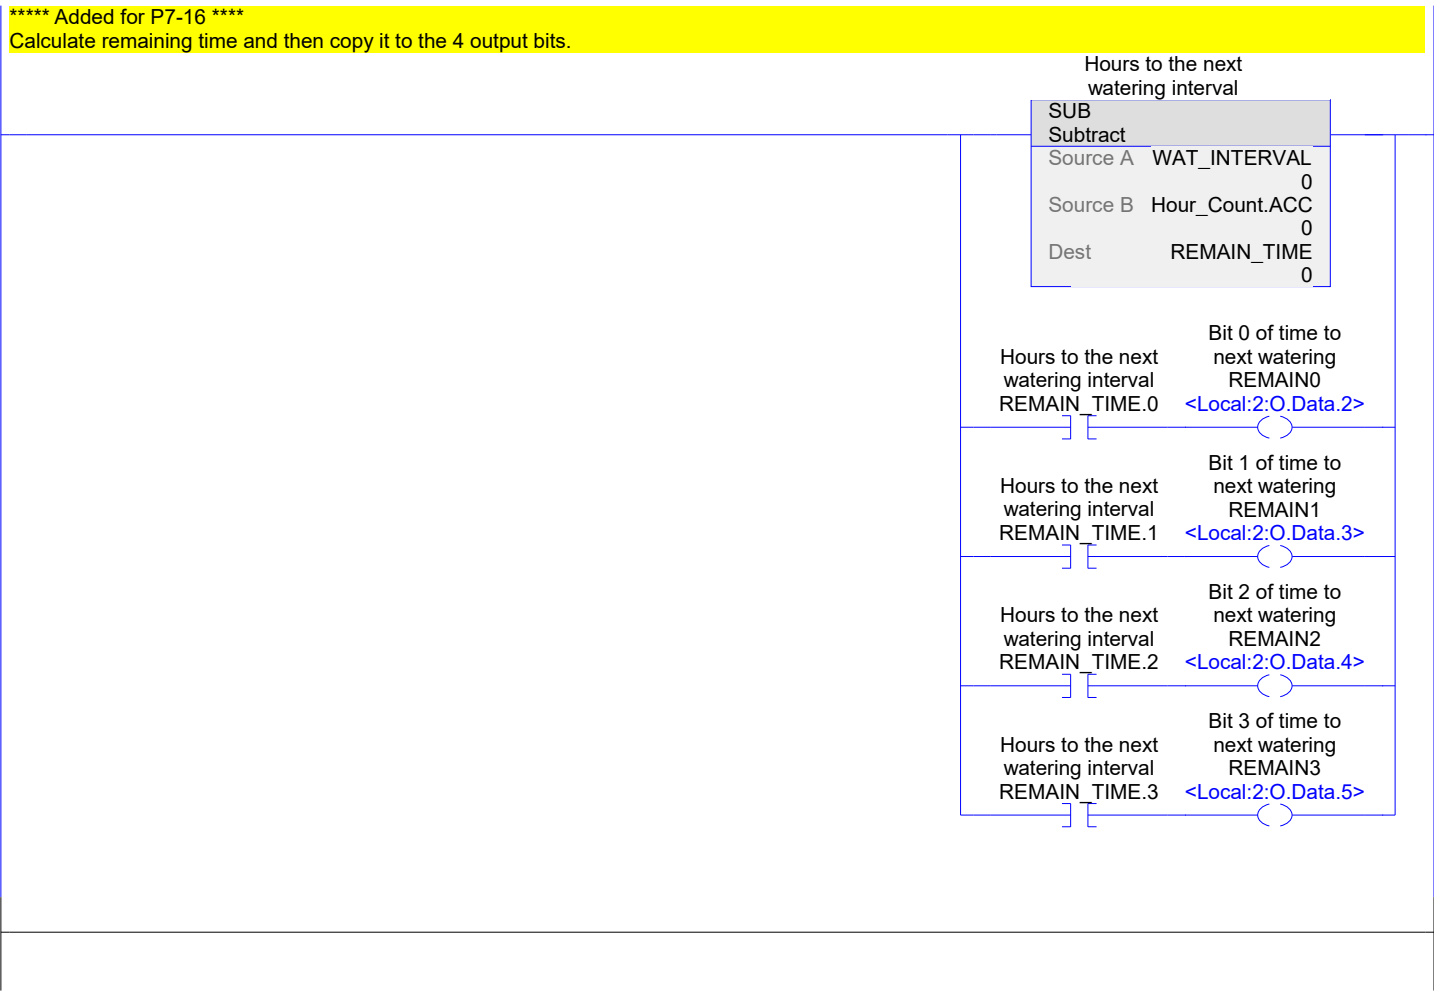 ***** Added for P7-16 ****
Calculate remaining time and then copy it to the 4 output bits.
Hours to the next
watering interval
SUB
Subtract
Source A WAT_INTERVAL
0
Source B Hour_Count.ACC
0
Dest REMAIN_TIME
0
Hours to the next
watering interval
REMAIN_TIME.0
Bit 0 of time to
next watering
REMAIN0
<Local:2:O.Data.2>
Hours to the next
watering interval
REMAIN_TIME.1
Bit 1 of time to
next watering
REMAIN1
<Local:2:O.Data.3>
Hours to the next
watering interval
REMAIN_TIME.2
Bit 2 of time to
next watering
REMAIN2
<Local:2:O.Data.4>
Hours to the next
watering interval
REMAIN_TIME.3
Bit 3 of time to
next watering
REMAIN3
<Local:2:O.Data.5>